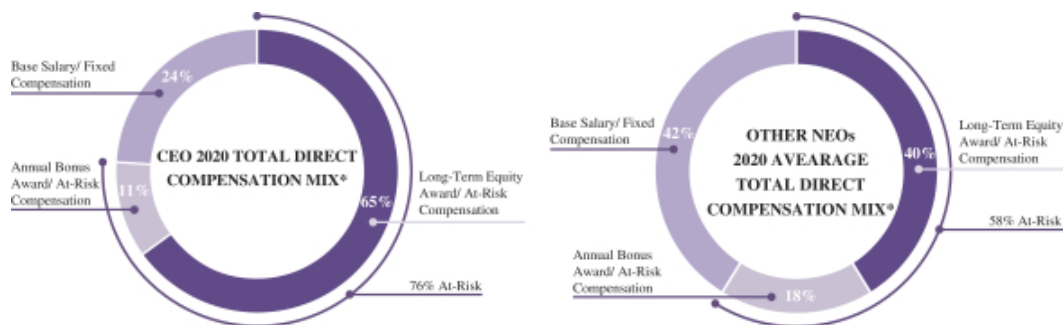 Base Salary/ Fixed
Compensation
24%
CEO 2020 TOTAL DIRECT
COMPENSATION MIX*
Annual Bonus
Award/ At-Risk
Compensation
11%
65%
Long-Term Equity
Award/ At-Risk
Compensation
76% At-Risk
Base Salary/ Fixed
Compensation
42%
OTHER NEOs
2020 AVEARAGE
TOTAL DIRECT
COMPENSATION MIX*
40%
Long-Term Equity
Award/ At-Risk
Compensation
58% At-Risk
Annual Bonus
Award/ At-Risk
Compensation
18%